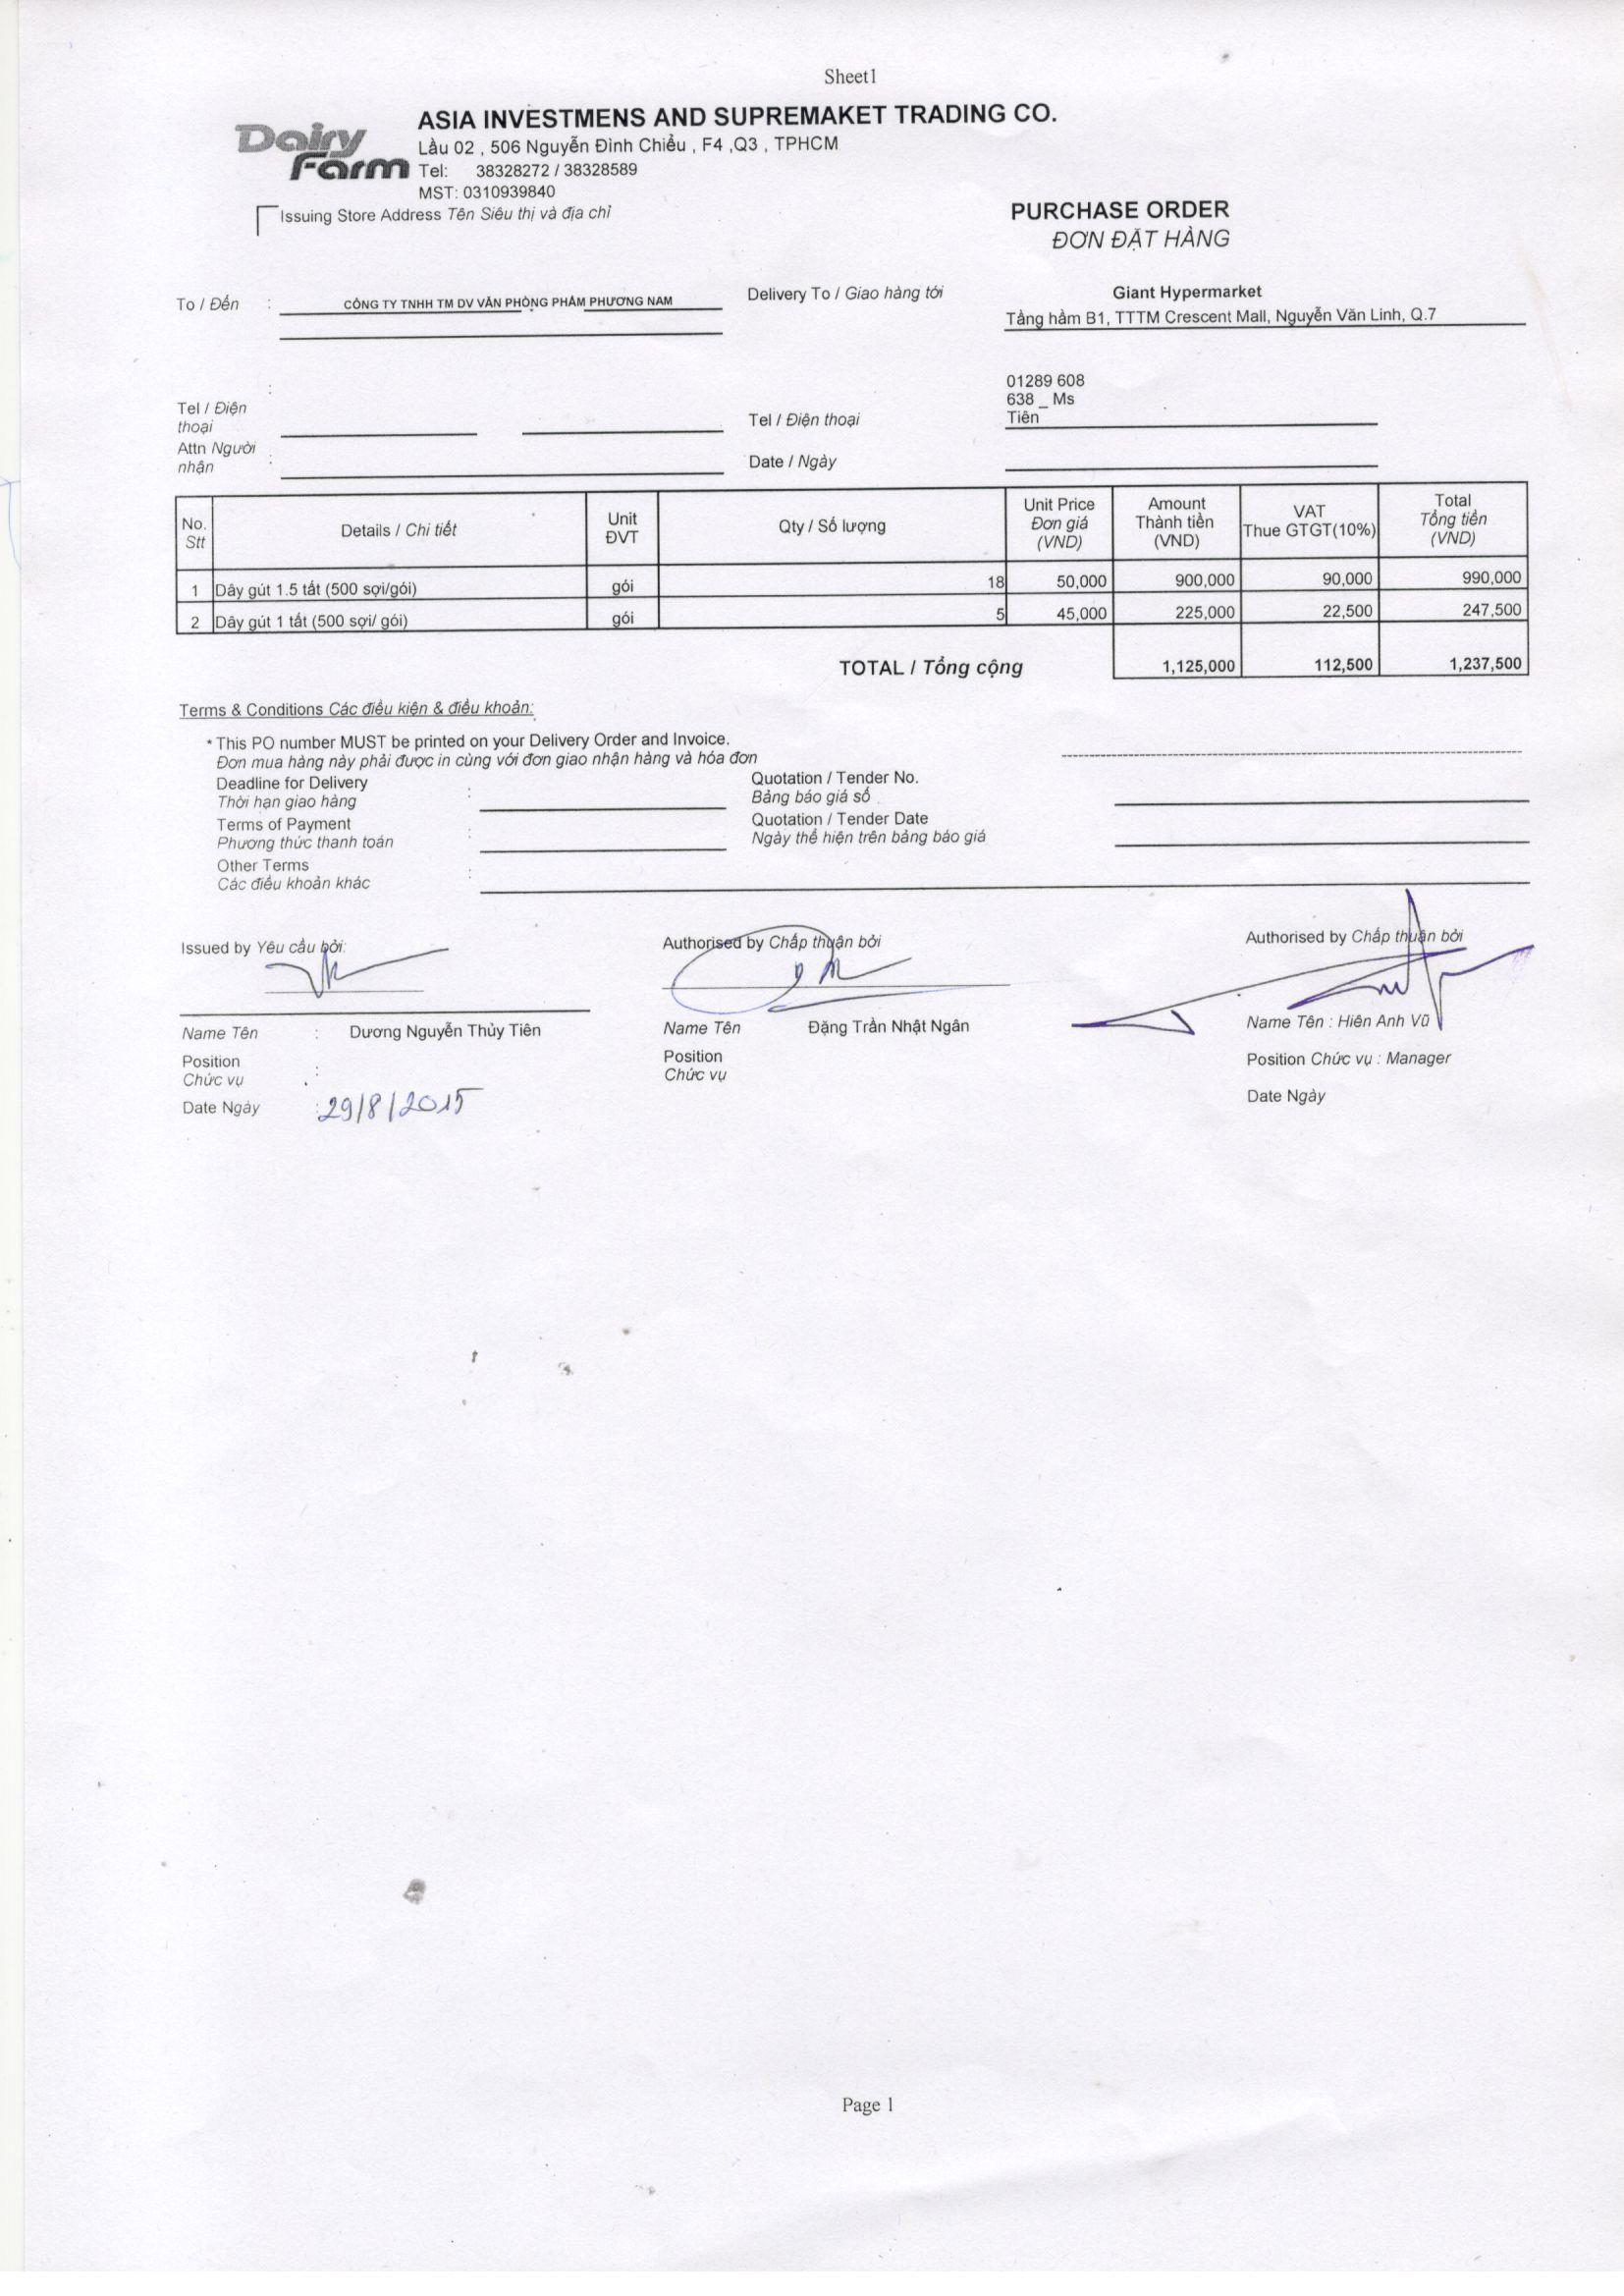 Sheet1
Dairy Farm
ASIA INVESTMENS AND SUPREMAKET TRADING CO.
Lầu 02 , 506 Nguyễn Đình Chiểu , F4 ,Q3 , TPHCM
Tel: 38328272 / 38328589
MST: 0310939840
Issuing Store Address Tên Siêu thị và địa chỉ
PURCHASE ORDER
ĐƠN ĐẶT HÀNG
To / Đến : CÔNG TY TNHH TM DV VĂN PHÒNG PHẨM PHƯƠNG NAM
Delivery To / Giao hàng tới
Giant Hypermarket
Tầng hầm B1, TTTM Crescent Mall, Nguyễn Văn Linh, Q.7
:
Tel / Điện
thoại
Tel / Điện thoại
01289 608
638 _ Ms
Tiên
Attn Người
nhận :
Date / Ngày
No. Stt Details / Chi tiết Unit ĐVT Qty / Số lượng Unit Price Đơn giá (VND) Amount Thành tiền (VND) VAT Thue GTGT(10%) Total Tổng tiền (VND)
1 Dây gút 1.5 tất (500 sợi/gói) gói 18 50,000 900,000 90,000 990,000
2 Dây gút 1 tất (500 sợi/ gói) gói 5 45,000 225,000 22,500 247,500
TOTAL / Tổng cộng 1,125,000 112,500 1,237,500
Terms & Conditions Các điều kiện & điều khoản:
* This PO number MUST be printed on your Delivery Order and Invoice.
Đơn mua hàng này phải được in cùng với đơn giao nhận hàng và hóa đơn
Deadline for Delivery : Quotation / Tender No.
Thời hạn giao hàng Bảng báo giá số
Terms of Payment : Quotation / Tender Date
Phương thức thanh toán Ngày thể hiện trên bảng báo giá
Other Terms :
Các điều khoản khác
Issued by Yêu cầu bởi: Authorised by Chấp thuận bởi Authorised by Chấp thuận bởi
Name Tên : Dương Nguyễn Thủy Tiên Name Tên Đặng Trần Nhật Ngân Name Tên : Hiên Anh Vũ
Position : Position Position Chức vụ : Manager
Chức vụ Chức vụ
Date Ngày : 29/8/2015 Date Ngày
Page 1